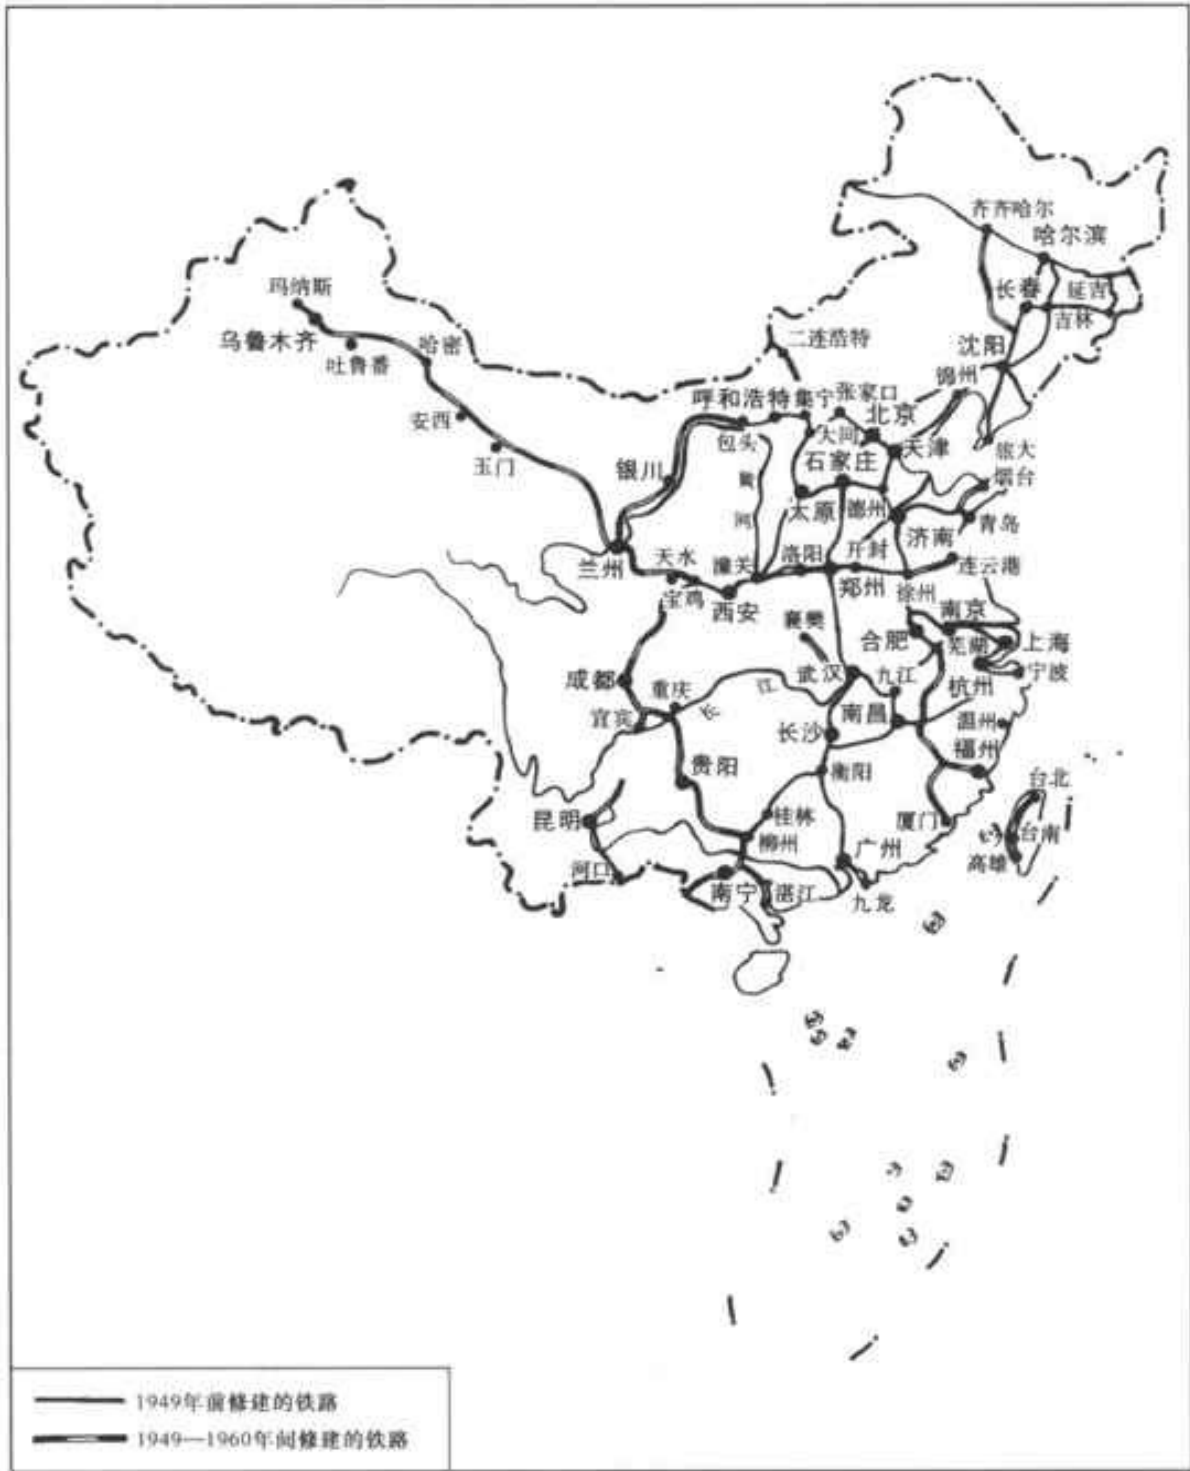 齐齐哈尔
哈尔滨
长春
延吉
吉林
玛纳斯
乌鲁木齐
吐鲁番
哈密
二连浩特
沈阳
锦州
安西
呼和浩特
集宁
张家口
北京
玉门
银川
包头
大同
天津
旅大
石家庄
烟台
黄
河
太原
德州
济南
青岛
兰州
天水
潼关
洛阳
开封
连云港
宝鸡
西安
郑州
徐州
襄樊
南京
合肥
芜湖
上海
成都
重庆
长
江
武汉
九江
杭州
宁波
宜宾
长沙
南昌
温州
贵阳
衡阳
福州
台北
昆明
桂林
柳州
厦门
台南
广州
高雄
河口
南宁
湛江
九龙
1949年前修建的铁路
1949—1960年间修建的铁路